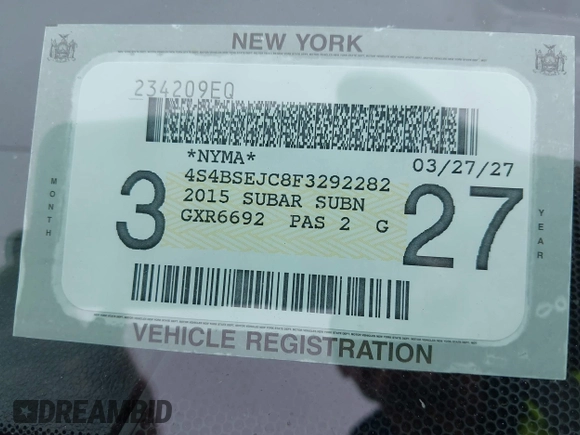 NEW YORK
234209EQ
*NYMA* 03/27/27
4S4BSEJC8F3292282
2015 SUBAR SUBN
GXR6692 PAS 2 G
MONTH 3 27 YEAR
VEHICLE REGISTRATION
DREAMBID